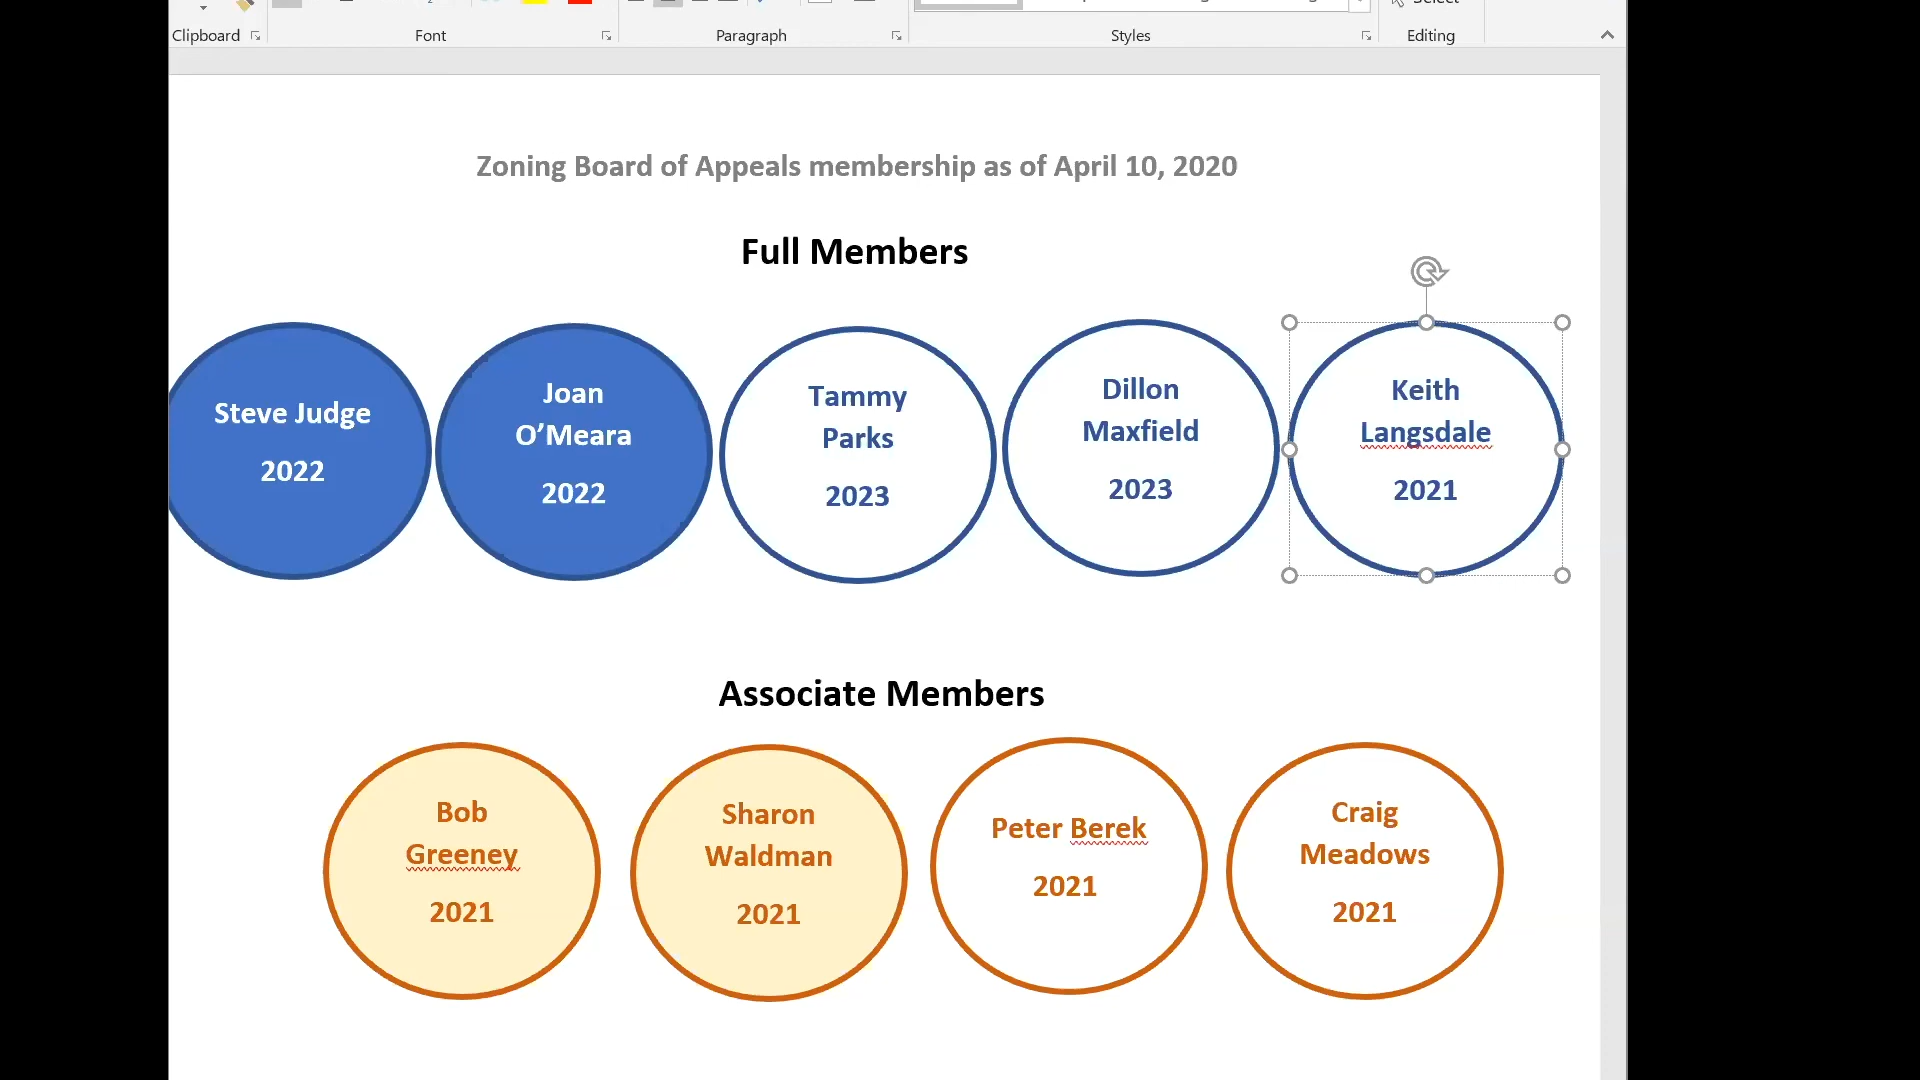 Clipboard Font Paragraph Styles Editing
Zoning Board of Appeals membership as of April 10, 2020
Full Members
Steve Judge
2022
Joan
O’Meara
2022
Tammy
Parks
2023
Dillon
Maxfield
2023
Keith
Langsdale
2021
Associate Members
Bob
Greeney
2021
Sharon
Waldman
2021
Peter Berek
2021
Craig
Meadows
2021